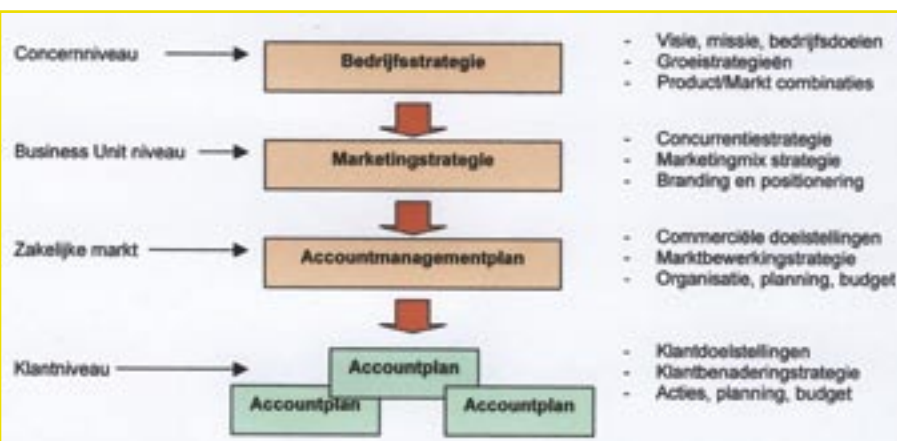 Concernniveau
Bedrijfsstrategie
- Visie, missie, bedrijfsdoelen
- Groeistrategieën
- Product/Markt combinaties
Business Unit niveau
Marketingstrategie
- Concurrentiestrategie
- Marketingmix strategie
- Branding en positionering
Zakelijke markt
Accountmanagementplan
- Commerciële doelstellingen
- Marktbewerkingstrategie
- Organisatie, planning, budget
Klantniveau
Accountplan
Accountplan
Accountplan
- Klantdoelstellingen
- Klantbenaderingstrategie
- Acties, planning, budget